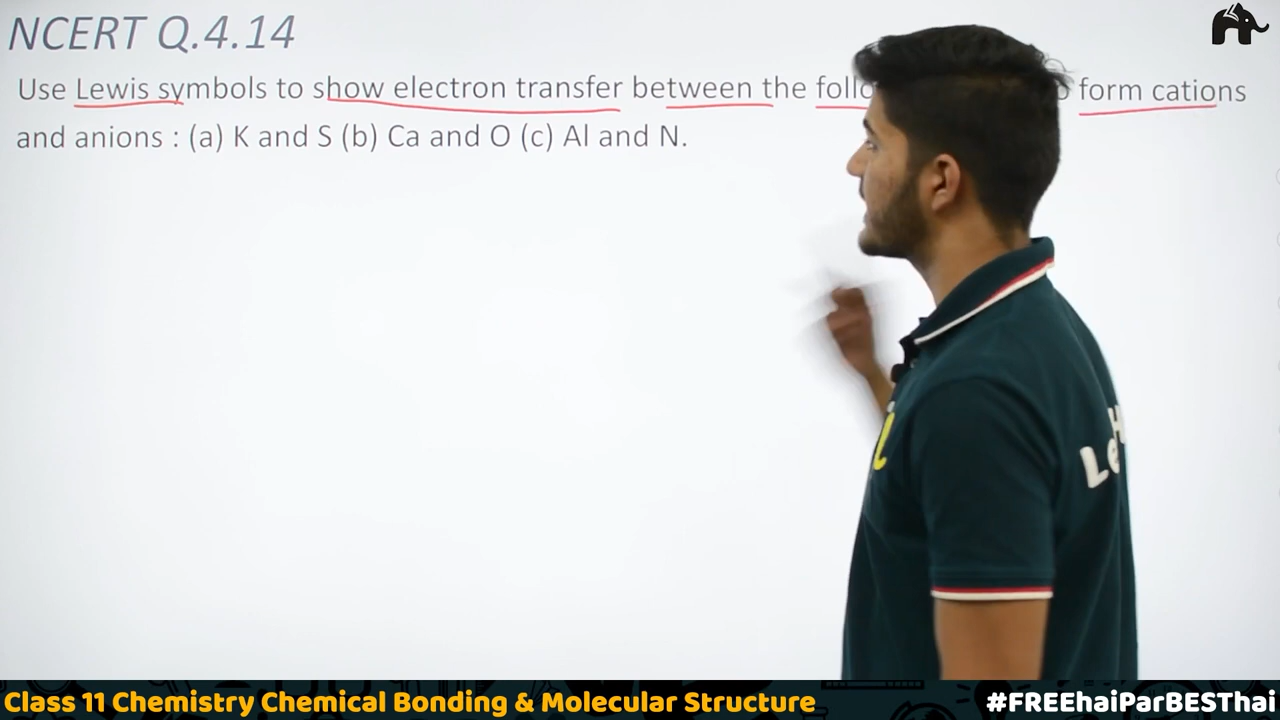 NCERT Q.4.14
Use Lewis symbols to show electron transfer between the form cations
and anions : (a) K and S (b) Ca and O (c) Al and N.
Class 11 Chemistry Chemical Bonding & Molecular Structure
#FREEhaiParBESThai